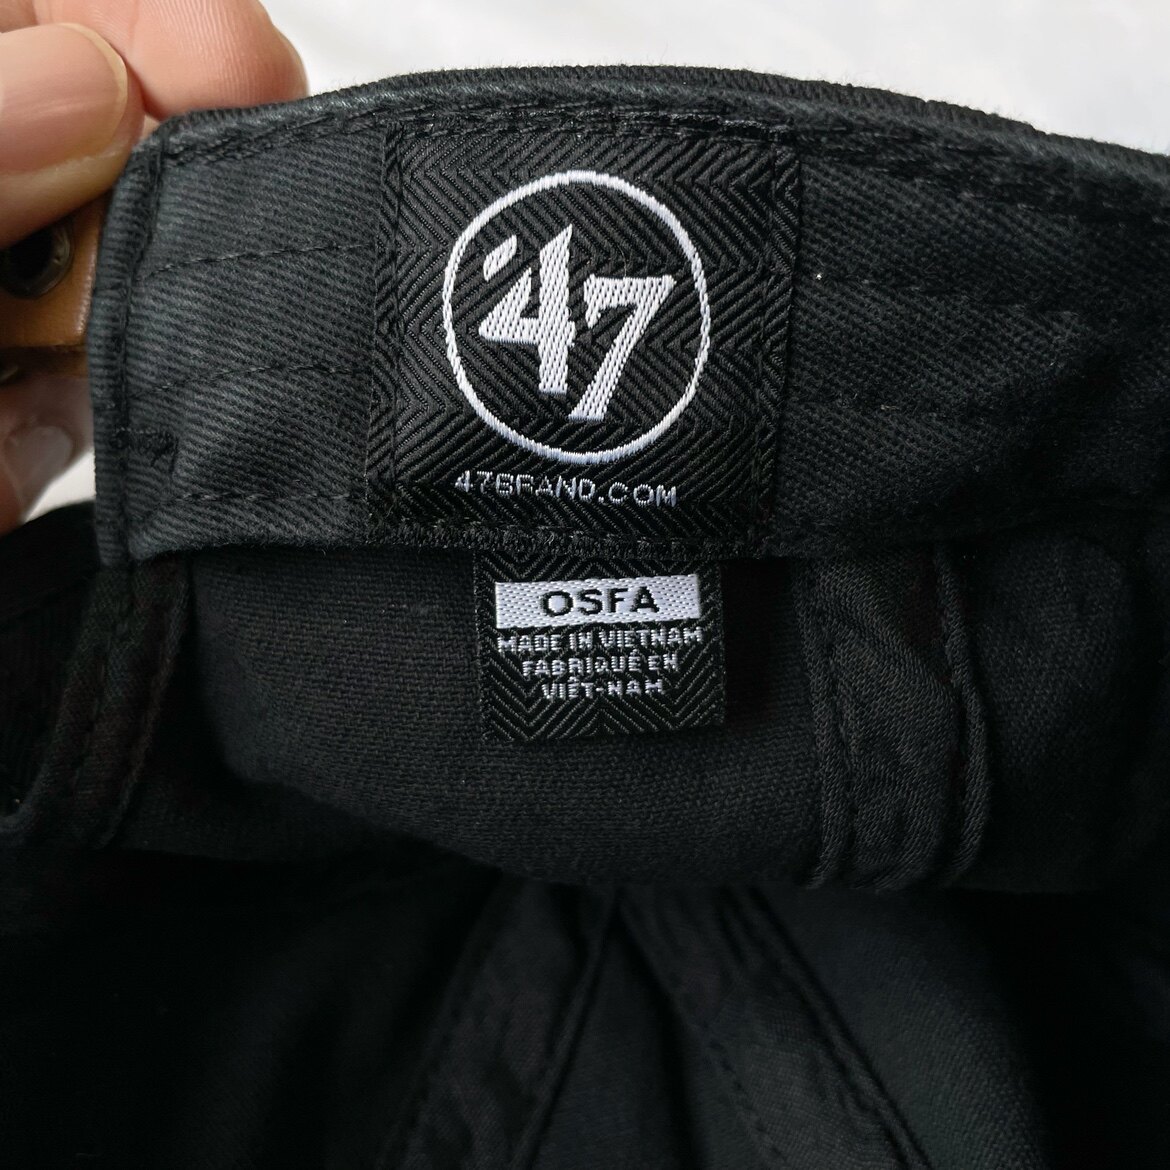 '47
47BRAND.COM
OSFA
MADE IN VIETNAM
FABRIQUÉ EN
VIÊT-NAM